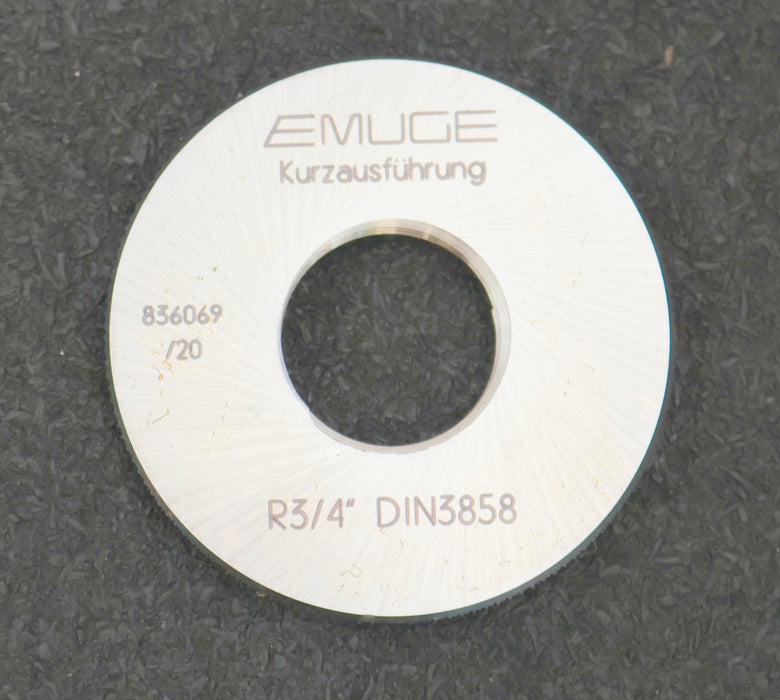 EMUGE
Kurzausführung
836069
/20
R3/4" DIN3858